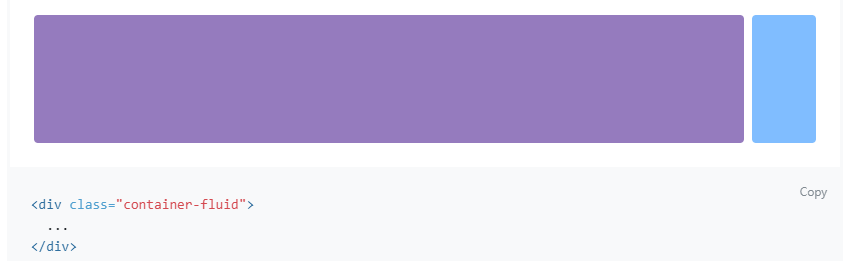 Copy
<div class="container-fluid">
  ...
</div>